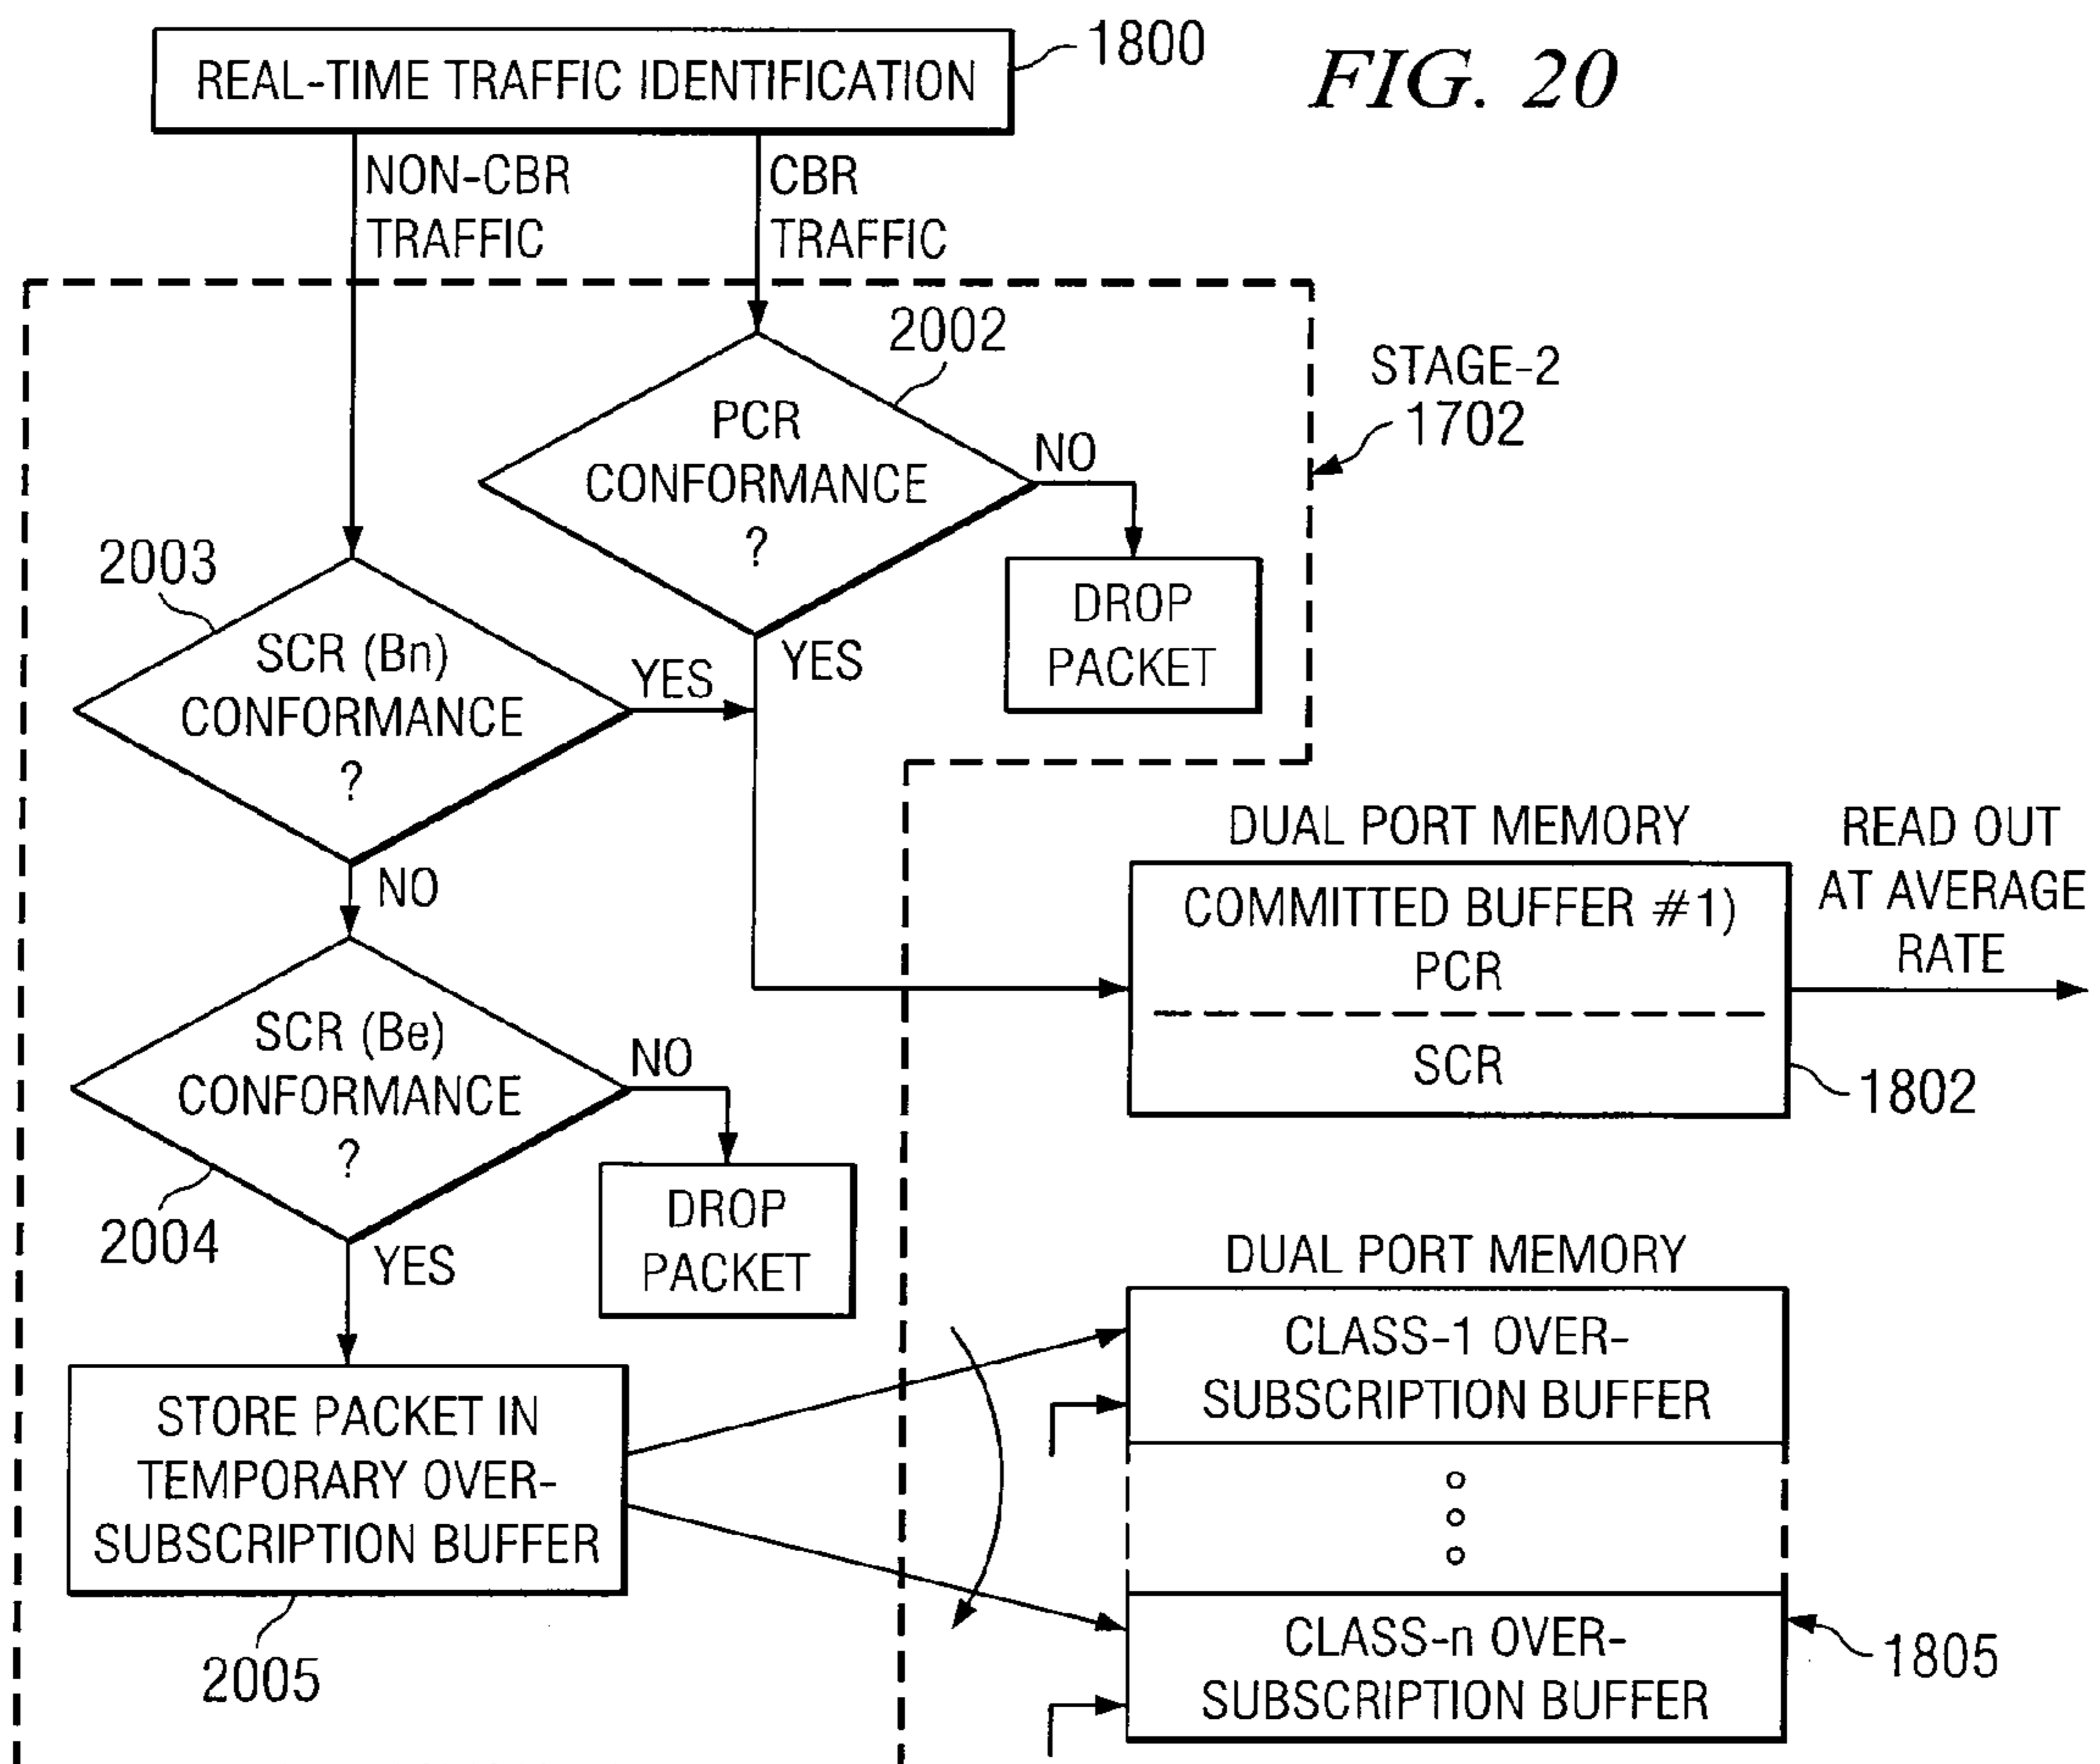 1800
FIG. 20
REAL-TIME TRAFFIC IDENTIFICATION
NON-CBR
TRAFFIC
CBR
TRAFFIC
2002
STAGE-2
1702
PCR
CONFORMANCE
?
NO
DROP
PACKET
YES
2003
SCR (Bn)
CONFORMANCE
?
YES
NO
DUAL PORT MEMORY
COMMITTED BUFFER #1)
PCR
SCR
1802
READ OUT
AT AVERAGE
RATE
SCR (Be)
CONFORMANCE
?
NO
DROP
PACKET
2004
YES
STORE PACKET IN
TEMPORARY OVER-
SUBSCRIPTION BUFFER
2005
DUAL PORT MEMORY
CLASS-1 OVER-
SUBSCRIPTION BUFFER
CLASS-n OVER-
SUBSCRIPTION BUFFER
1805